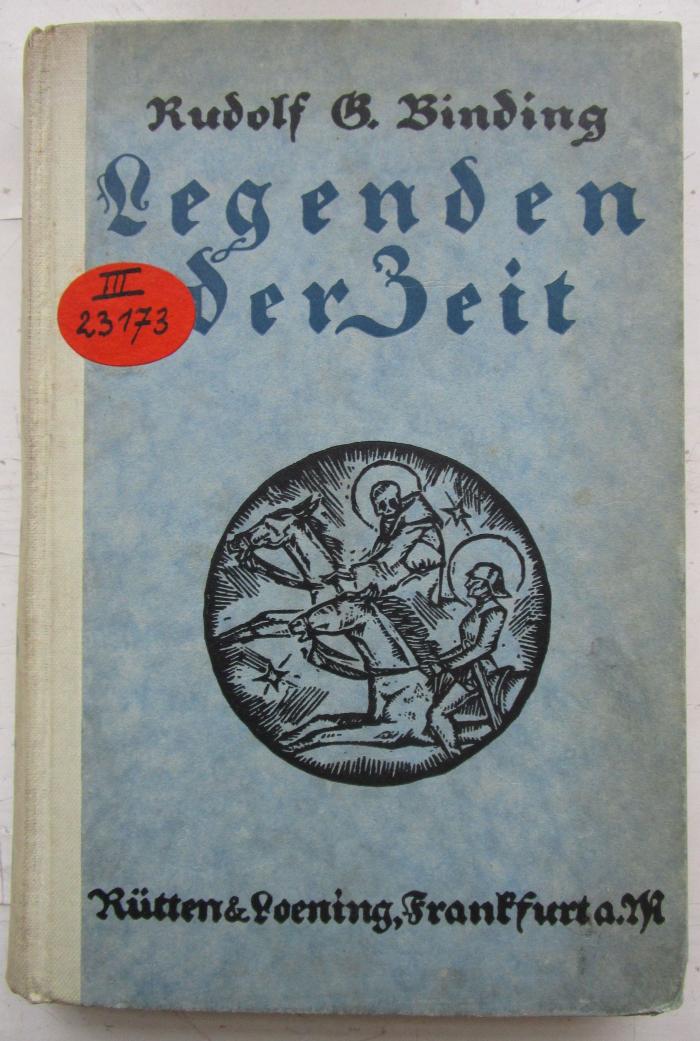 Rudolf G. Binding
Legenden
der Zeit
III
23173
Rütten & Loening, Frankfurt a. M